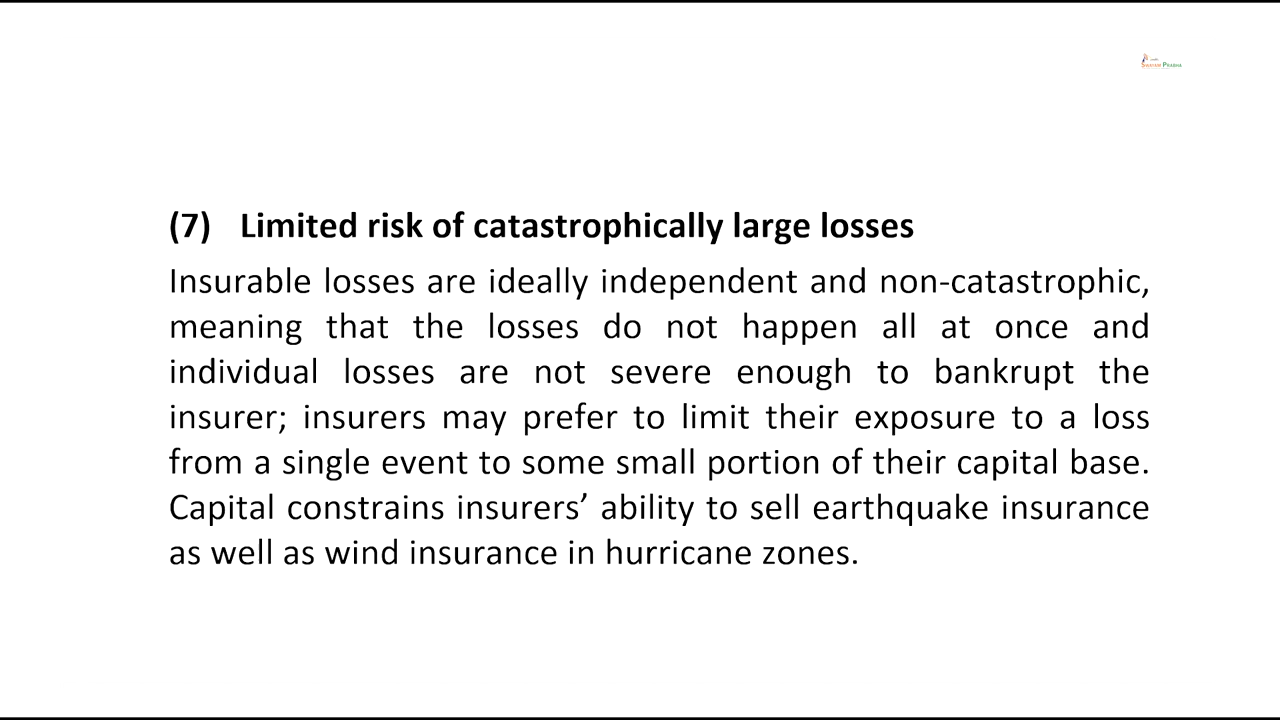 Swayam Prabha
(7) Limited risk of catastrophically large losses
Insurable losses are ideally independent and non-catastrophic,
meaning that the losses do not happen all at once and
individual losses are not severe enough to bankrupt the
insurer; insurers may prefer to limit their exposure to a loss
from a single event to some small portion of their capital base.
Capital constrains insurers’ ability to sell earthquake insurance
as well as wind insurance in hurricane zones.